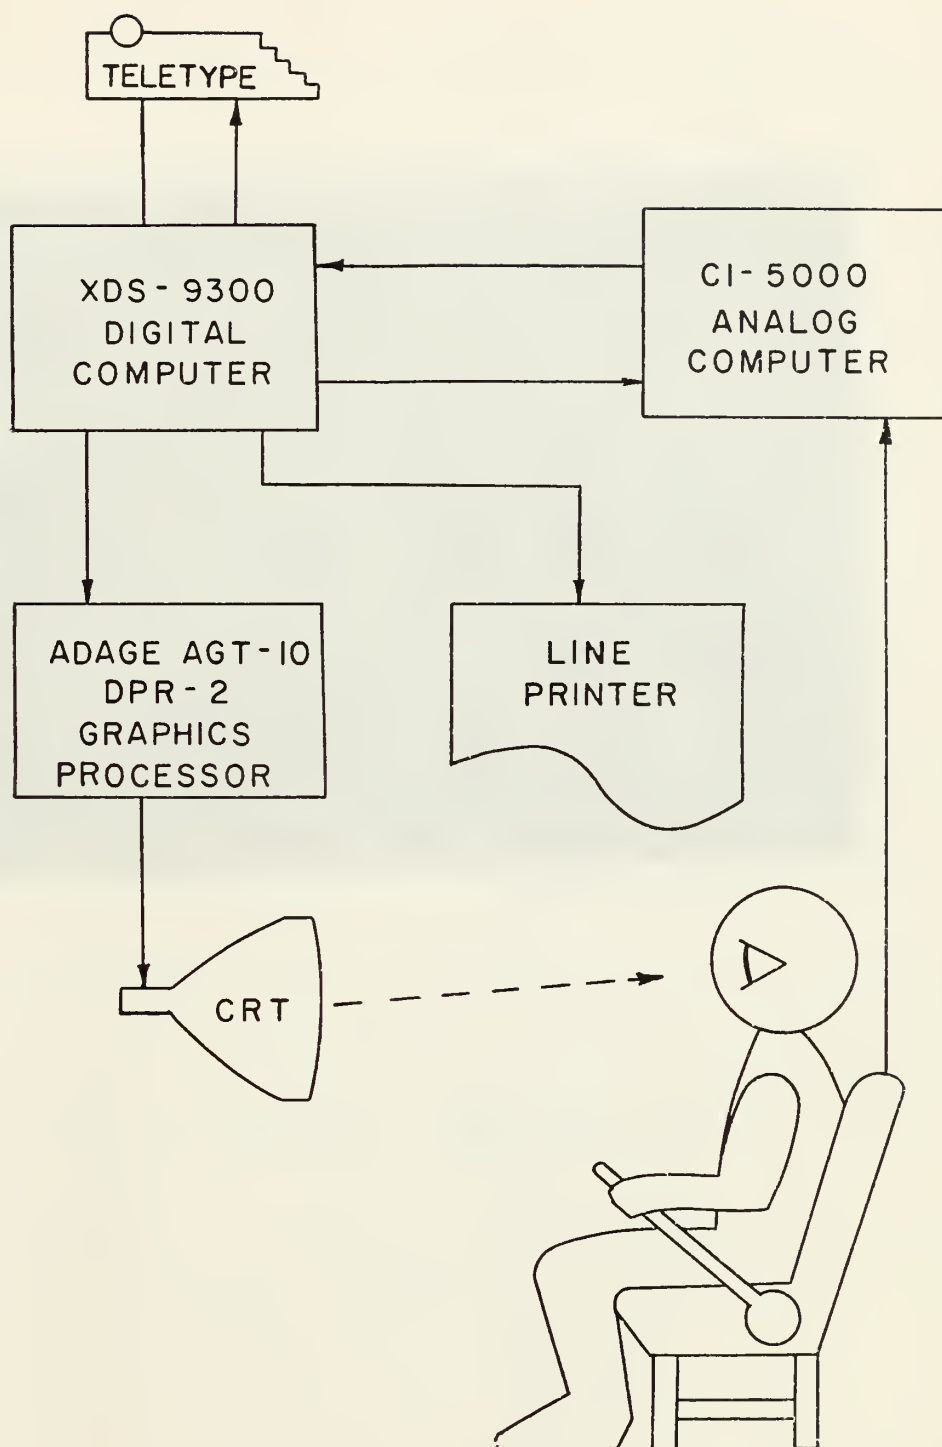 TELETYPE
XDS - 9300
DIGITAL
COMPUTER
CI - 5000
ANALOG
COMPUTER
ADAGE AGT - 10
DPR - 2
GRAPHICS
PROCESSOR
LINE
PRINTER
CRT